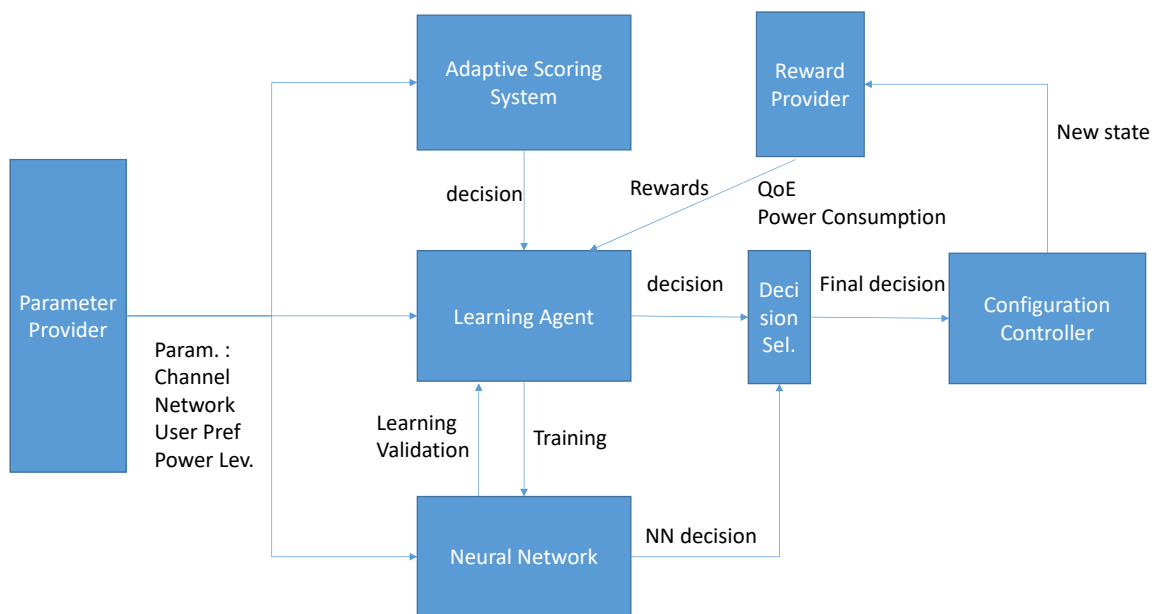 Adaptive Scoring
System
Reward
Provider
New state
decision
Rewards
QoE
Power Consumption
Parameter
Provider
Learning Agent
decision
Deci
sion
Sel.
Final decision
Configuration
Controller
Param. :
Channel
Network
User Pref
Power Lev.
Learning
Validation
Training
Neural Network
NN decision